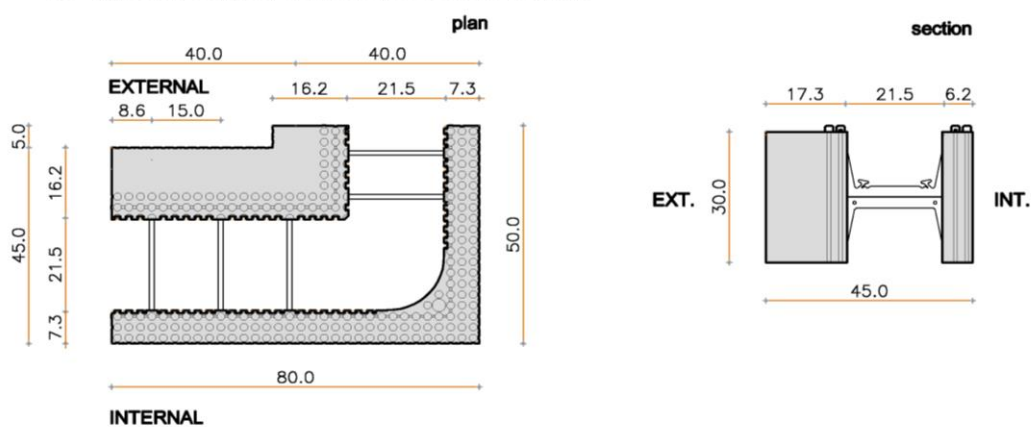 plan
section
40.0 40.0
EXTERNAL
16.2 21.5 7.3
8.6 15.0
5.0
16.2
45.0
21.5
7.3
50.0
80.0
INTERNAL
17.3 21.5 6.2
EXT.
30.0
INT.
45.0